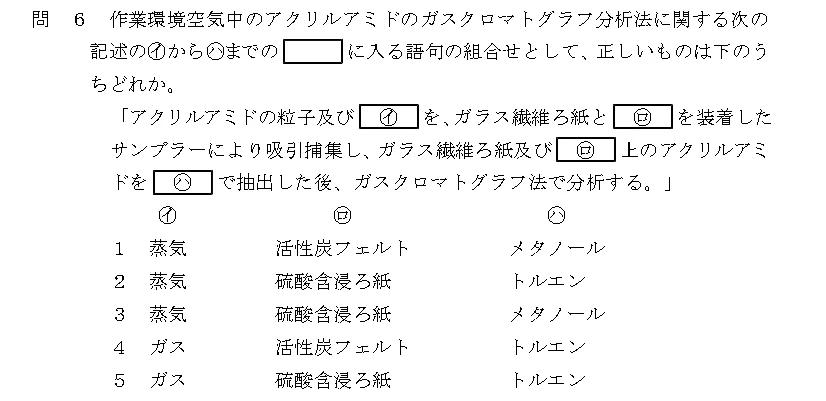 問 6 作業環境空気中のアクリルアミドのガスクロマトグラフ分析法に関する次の
記述の㋑から㋩までの に入る語句の組合せとして、正しいものは下のう
ちどれか。
「アクリルアミドの粒子及び ㋑ を、ガラス繊維ろ紙と ㋺ を装着した
サンプラーにより吸引捕集し、ガラス繊維ろ紙及び ㋺ 上のアクリルアミ
ドを ㋩ で抽出した後、ガスクロマトグラフ法で分析する。」
㋑ ㋺ ㋩
1 蒸気 活性炭フェルト メタノール
2 蒸気 硫酸含浸ろ紙 トルエン
3 蒸気 硫酸含浸ろ紙 メタノール
4 ガス 活性炭フェルト トルエン
5 ガス 硫酸含浸ろ紙 トルエン